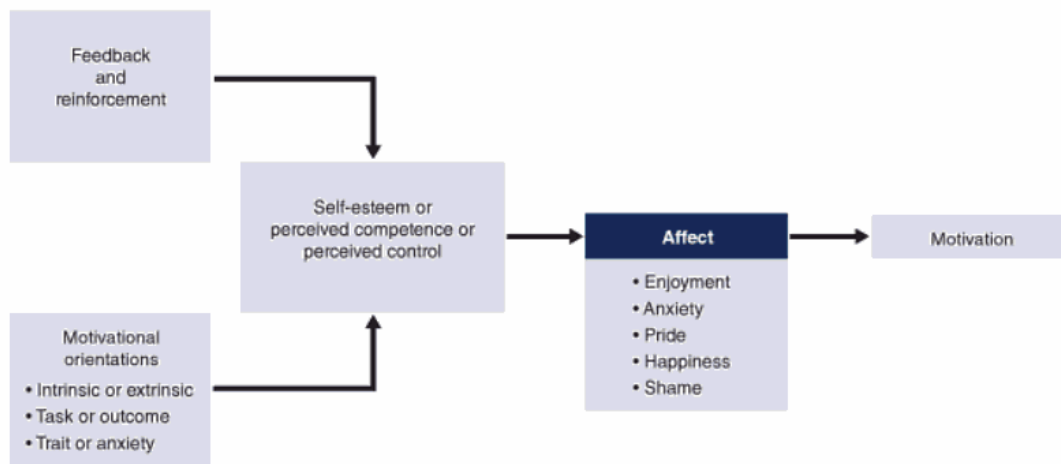 Feedback
and
reinforcement
Self-esteem or
perceived competence or
perceived control
Motivational
orientations
• Intrinsic or extrinsic
• Task or outcome
• Trait or anxiety
Affect
• Enjoyment
• Anxiety
• Pride
• Happiness
• Shame
Motivation